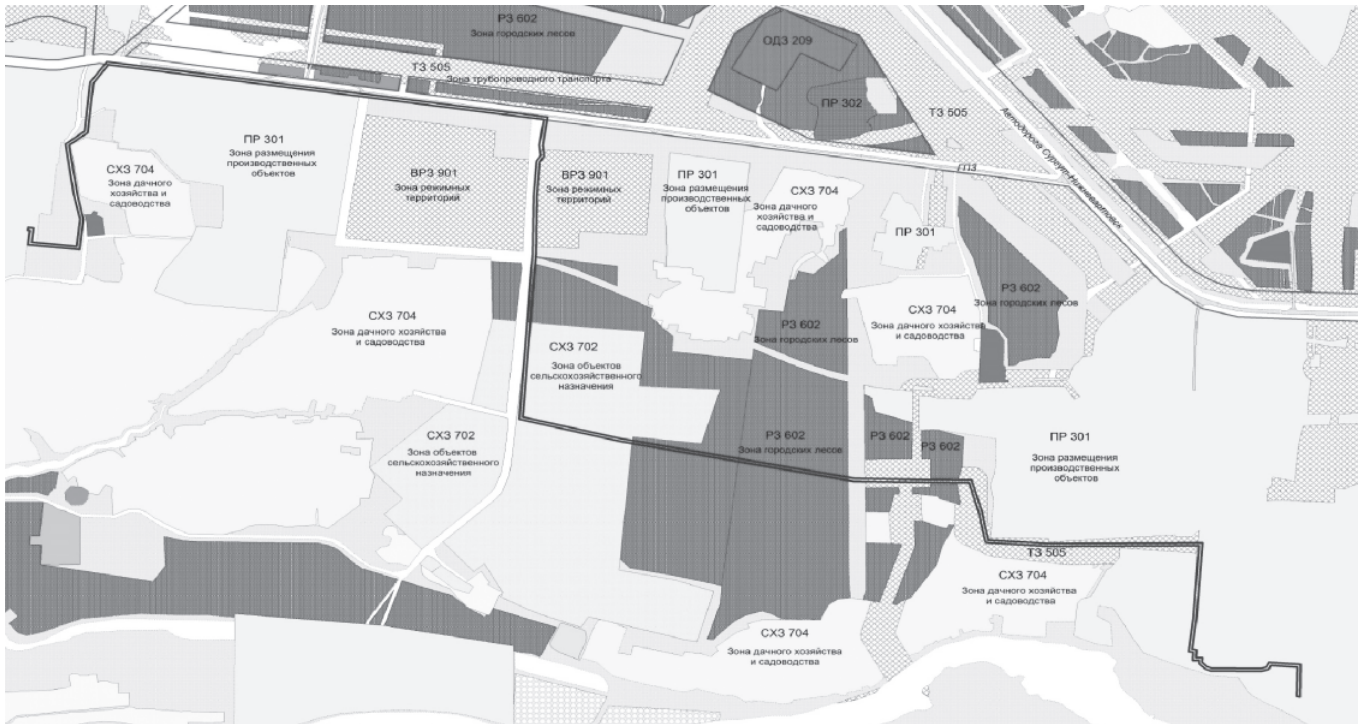 РЗ 602
Зона городских лесов
ОДЗ 209
ТЗ 505
Зона трубопроводного транспорта
ПР 302
ТЗ 505
Автодорога Сургут-Нижневартовск
ГПЗ
ПР 301
Зона размещения
производственных
объектов
СХЗ 704
Зона дачного
хозяйства и
садоводства
ВРЗ 901
Зона режимных
территорий
ВРЗ 901
Зона режимных
территорий
ПР 301
Зона размещения
производственных
объектов
СХЗ 704
Зона дачного
хозяйства и
садоводства
ПР 301
РЗ 602
Зона городских лесов
СХЗ 704
Зона дачного хозяйства
и садоводства
СХЗ 704
Зона дачного хозяйства
и садоводства
РЗ 602
Зона городских лесов
СХЗ 702
Зона объектов
сельскохозяйственного
назначения
СХЗ 702
Зона объектов
сельскохозяйственного
назначения
РЗ 602
Зона городских лесов
РЗ 602
РЗ 602
ПР 301
Зона размещения
производственных
объектов
ТЗ 505
СХЗ 704
Зона дачного хозяйства
и садоводства
СХЗ 704
Зона дачного хозяйства
и садоводства